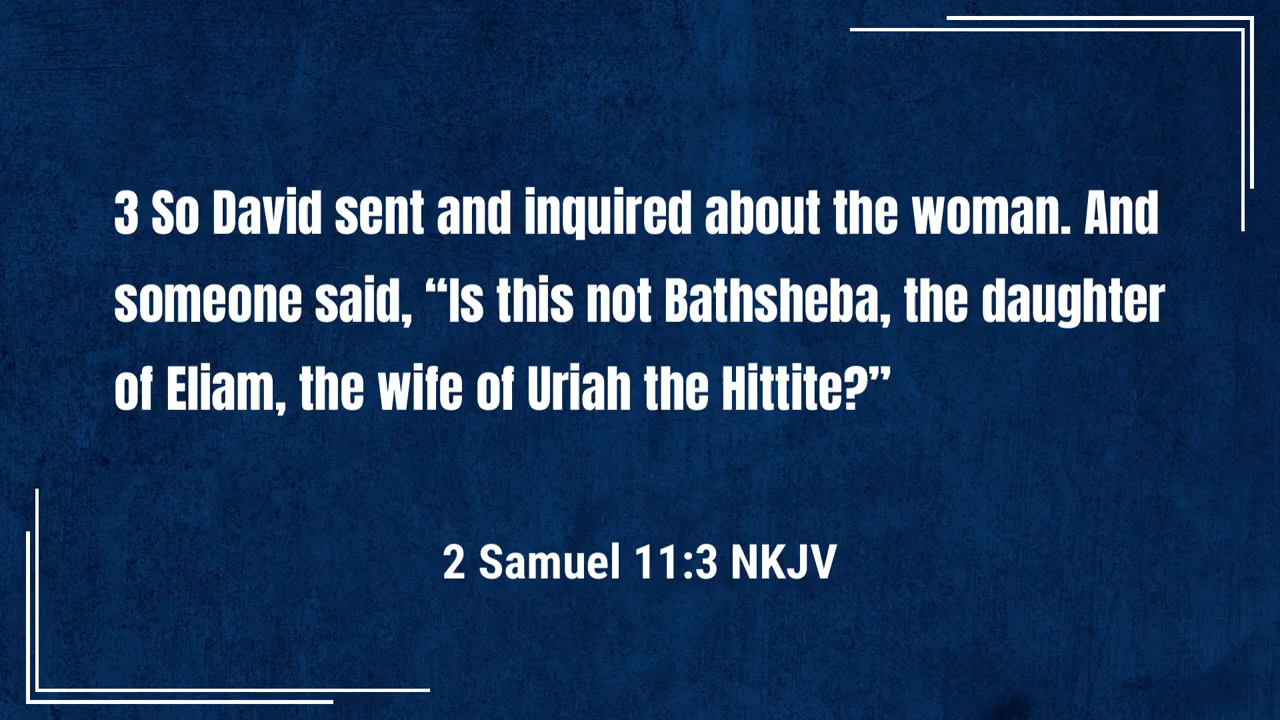 3 So David sent and inquired about the woman. And
someone said, “Is this not Bathsheba, the daughter
of Eliam, the wife of Uriah the Hittite?”
2 Samuel 11:3 NKJV